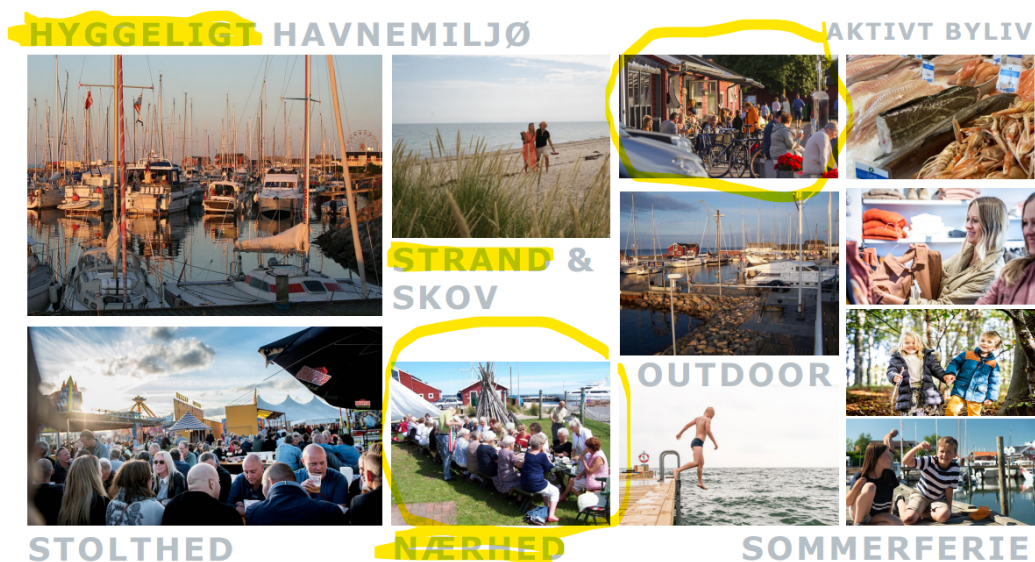 HYGGELIGT HAVNEMILJØ
AKTIVT BYLIV
STRAND &
SKOV
OUTDOOR
STOLTHED
NÆRHED
SOMMERFERIE